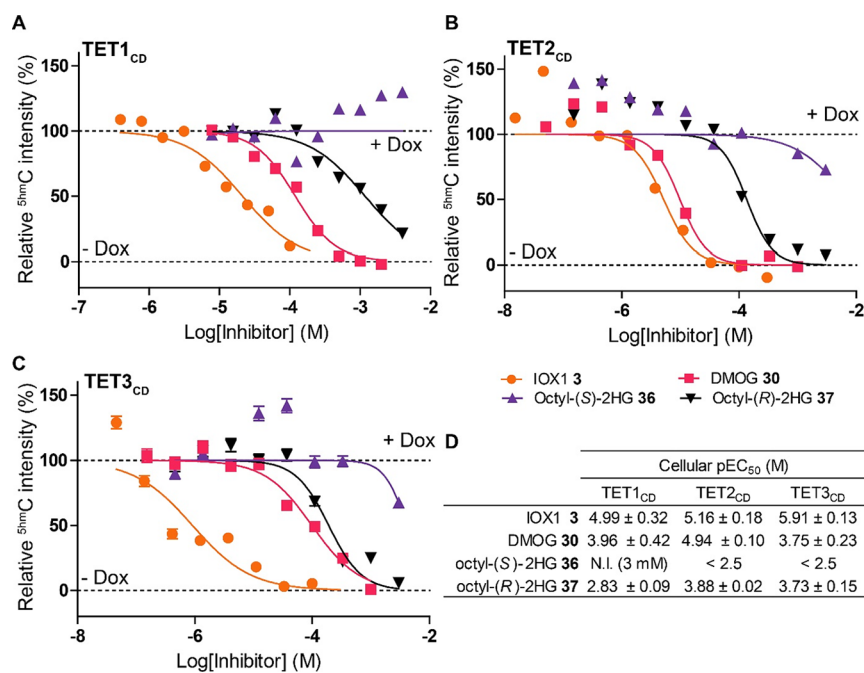 A
TET1CD
150
100
50
0
Relative 5hmC intensity (%)
+ Dox
- Dox
-7 -6 -5 -4 -3 -2
Log[Inhibitor] (M)
B
TET2CD
150
100
50
0
Relative 5hmC intensity (%)
+ Dox
- Dox
-8 -6 -4 -2
Log[Inhibitor] (M)
C
TET3CD
150
100
50
0
Relative 5hmC intensity (%)
+ Dox
- Dox
-8 -6 -4 -2
Log[Inhibitor] (M)
IOX1 3 DMOG 30
Octyl-(S)-2HG 36 Octyl-(R)-2HG 37
D
Cellular pEC50 (M)
TET1CD TET2CD TET3CD
IOX1 3 4.99 ± 0.32 5.16 ± 0.18 5.91 ± 0.13
DMOG 30 3.96 ± 0.42 4.94 ± 0.10 3.75 ± 0.23
octyl-(S)-2HG 36 N.I. (3 mM) < 2.5 < 2.5
octyl-(R)-2HG 37 2.83 ± 0.09 3.88 ± 0.02 3.73 ± 0.15